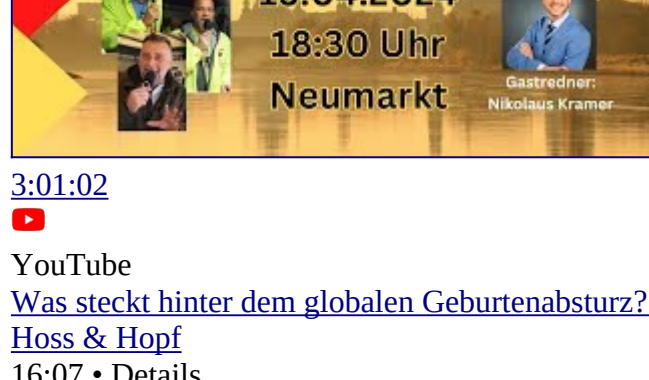 18:30 Uhr
Neumarkt
Gastredner:
Nikolaus Kramer
3:01:02
YouTube
Was steckt hinter dem globalen Geburtenabsturz?
Hoss & Hopf
16:07 • Details